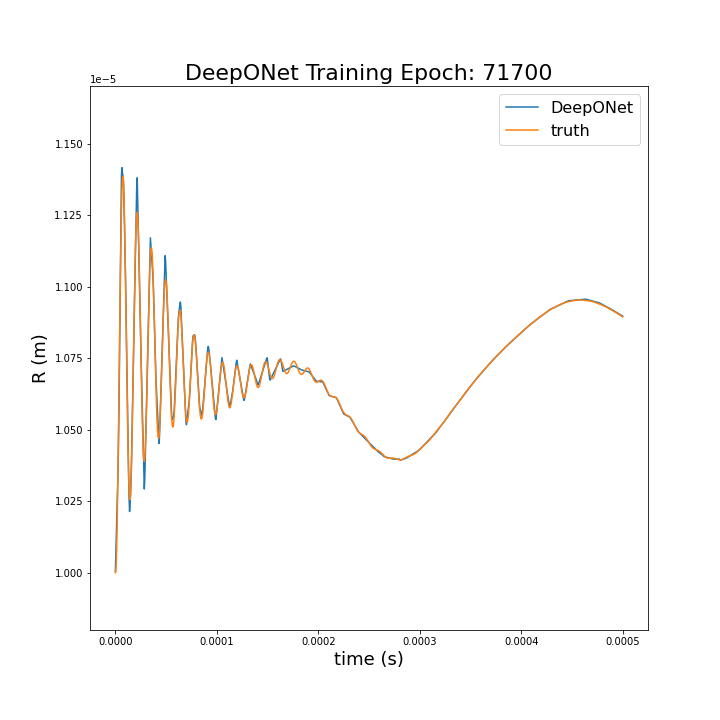 DeepONet Training Epoch: 71700
1e−5
DeepONet
truth
1.150
1.125
1.100
1.075
1.050
1.025
1.000
R (m)
0.0000
0.0001
0.0002
0.0003
0.0004
0.0005
time (s)